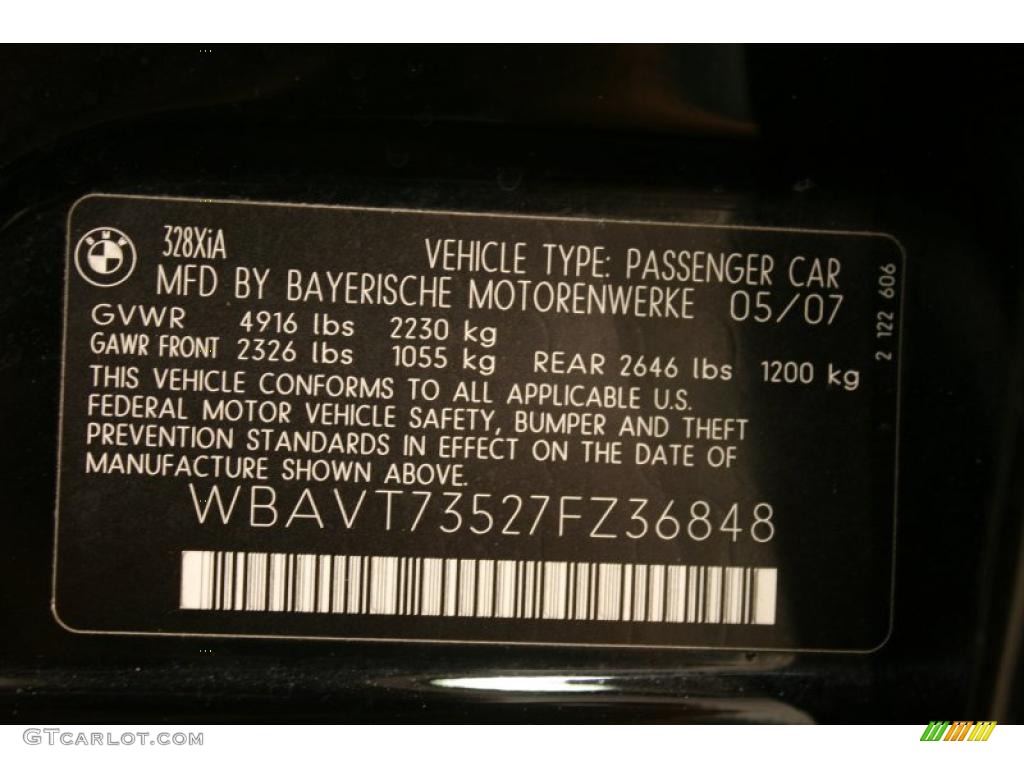 BMW
328XiA
VEHICLE TYPE: PASSENGER CAR
MFD BY BAYERISCHE MOTORENWERKE 05/07
GVWR 4916 lbs 2230 kg
GAWR FRONT 2326 lbs 1055 kg REAR 2646 lbs 1200 kg
2 122 606
THIS VEHICLE CONFORMS TO ALL APPLICABLE U.S.
FEDERAL MOTOR VEHICLE SAFETY, BUMPER AND THEFT
PREVENTION STANDARDS IN EFFECT ON THE DATE OF
MANUFACTURE SHOWN ABOVE.
WBAVT73527FZ36848
GTCarlot.com